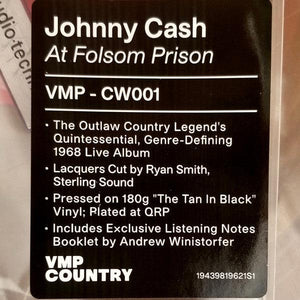 udio-techni
Johnny Cash
At Folsom Prison
VMP - CW001
• The Outlaw Country Legend's
Quintessential, Genre-Defining
1968 Live Album
• Lacquers Cut by Ryan Smith,
Sterling Sound
• Pressed on 180g "The Tan In Black"
Vinyl; Plated at QRP
• Includes Exclusive Listening Notes
Booklet by Andrew Winistorfer
VMP
COUNTRY
19439819621S1